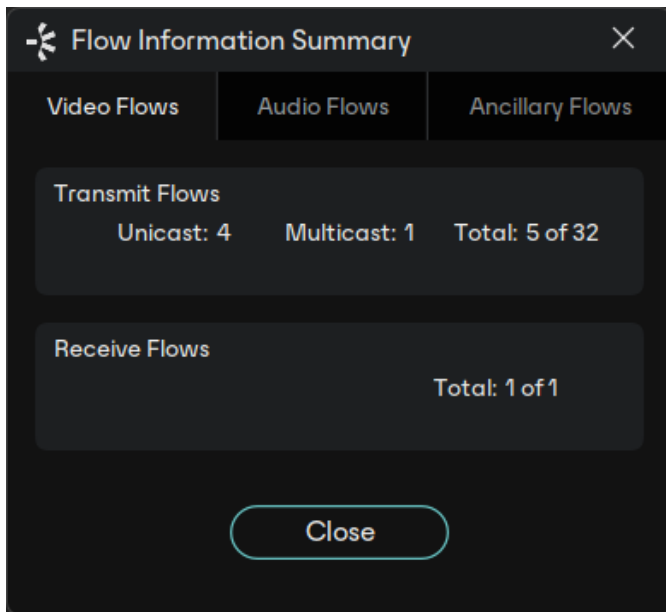 Flow Information Summary
Video Flows Audio Flows Ancillary Flows
Transmit Flows
Unicast: 4 Multicast: 1 Total: 5 of 32
Receive Flows
Total: 1 of 1
Close